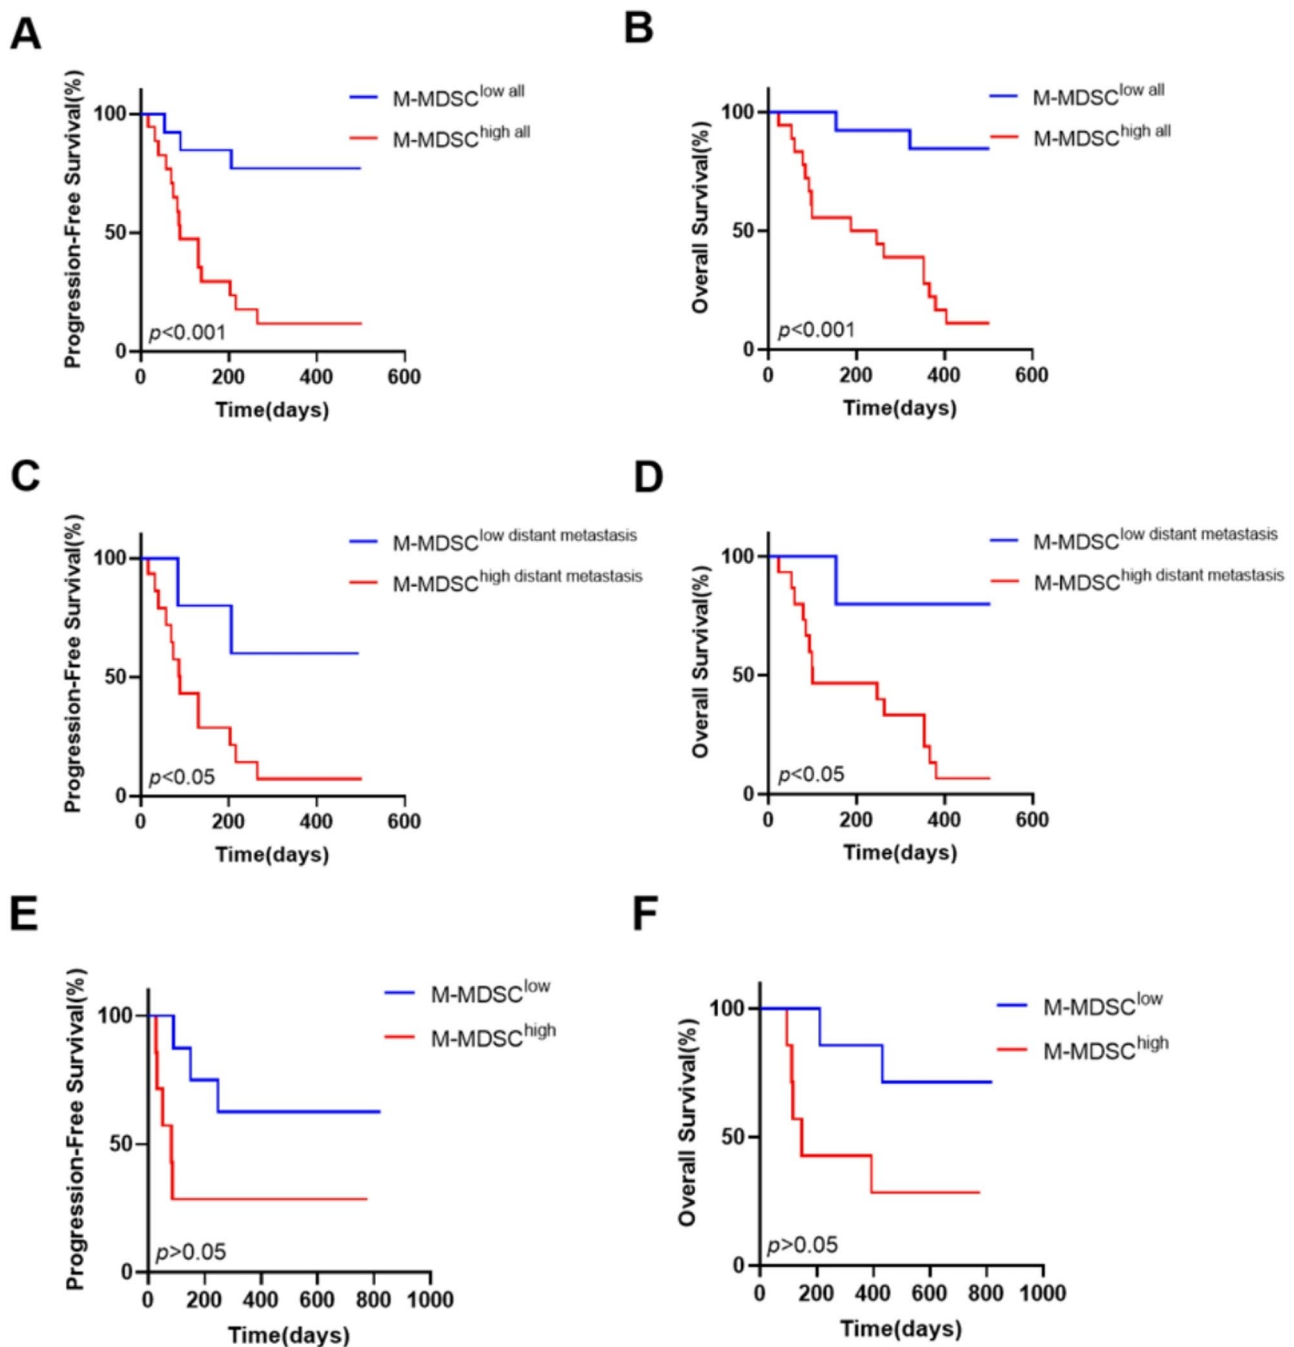 A
Progression-Free Survival(%)
100
50
0
0 200 400 600
Time(days)
M-MDSC^low all
M-MDSC^high all
p<0.001
B
Overall Survival(%)
100
50
0
0 200 400 600
Time(days)
M-MDSC^low all
M-MDSC^high all
p<0.001
C
Progression-Free Survival(%)
100
50
0
0 200 400 600
Time(days)
M-MDSC^low distant metastasis
M-MDSC^high distant metastasis
p<0.05
D
Overall Survival(%)
100
50
0
0 200 400 600
Time(days)
M-MDSC^low distant metastasis
M-MDSC^high distant metastasis
p<0.05
E
Progression-Free Survival(%)
100
50
0
0 200 400 600 800 1000
Time(days)
M-MDSC^low
M-MDSC^high
p>0.05
F
Overall Survival(%)
100
50
0
0 200 400 600 800 1000
Time(days)
M-MDSC^low
M-MDSC^high
p>0.05